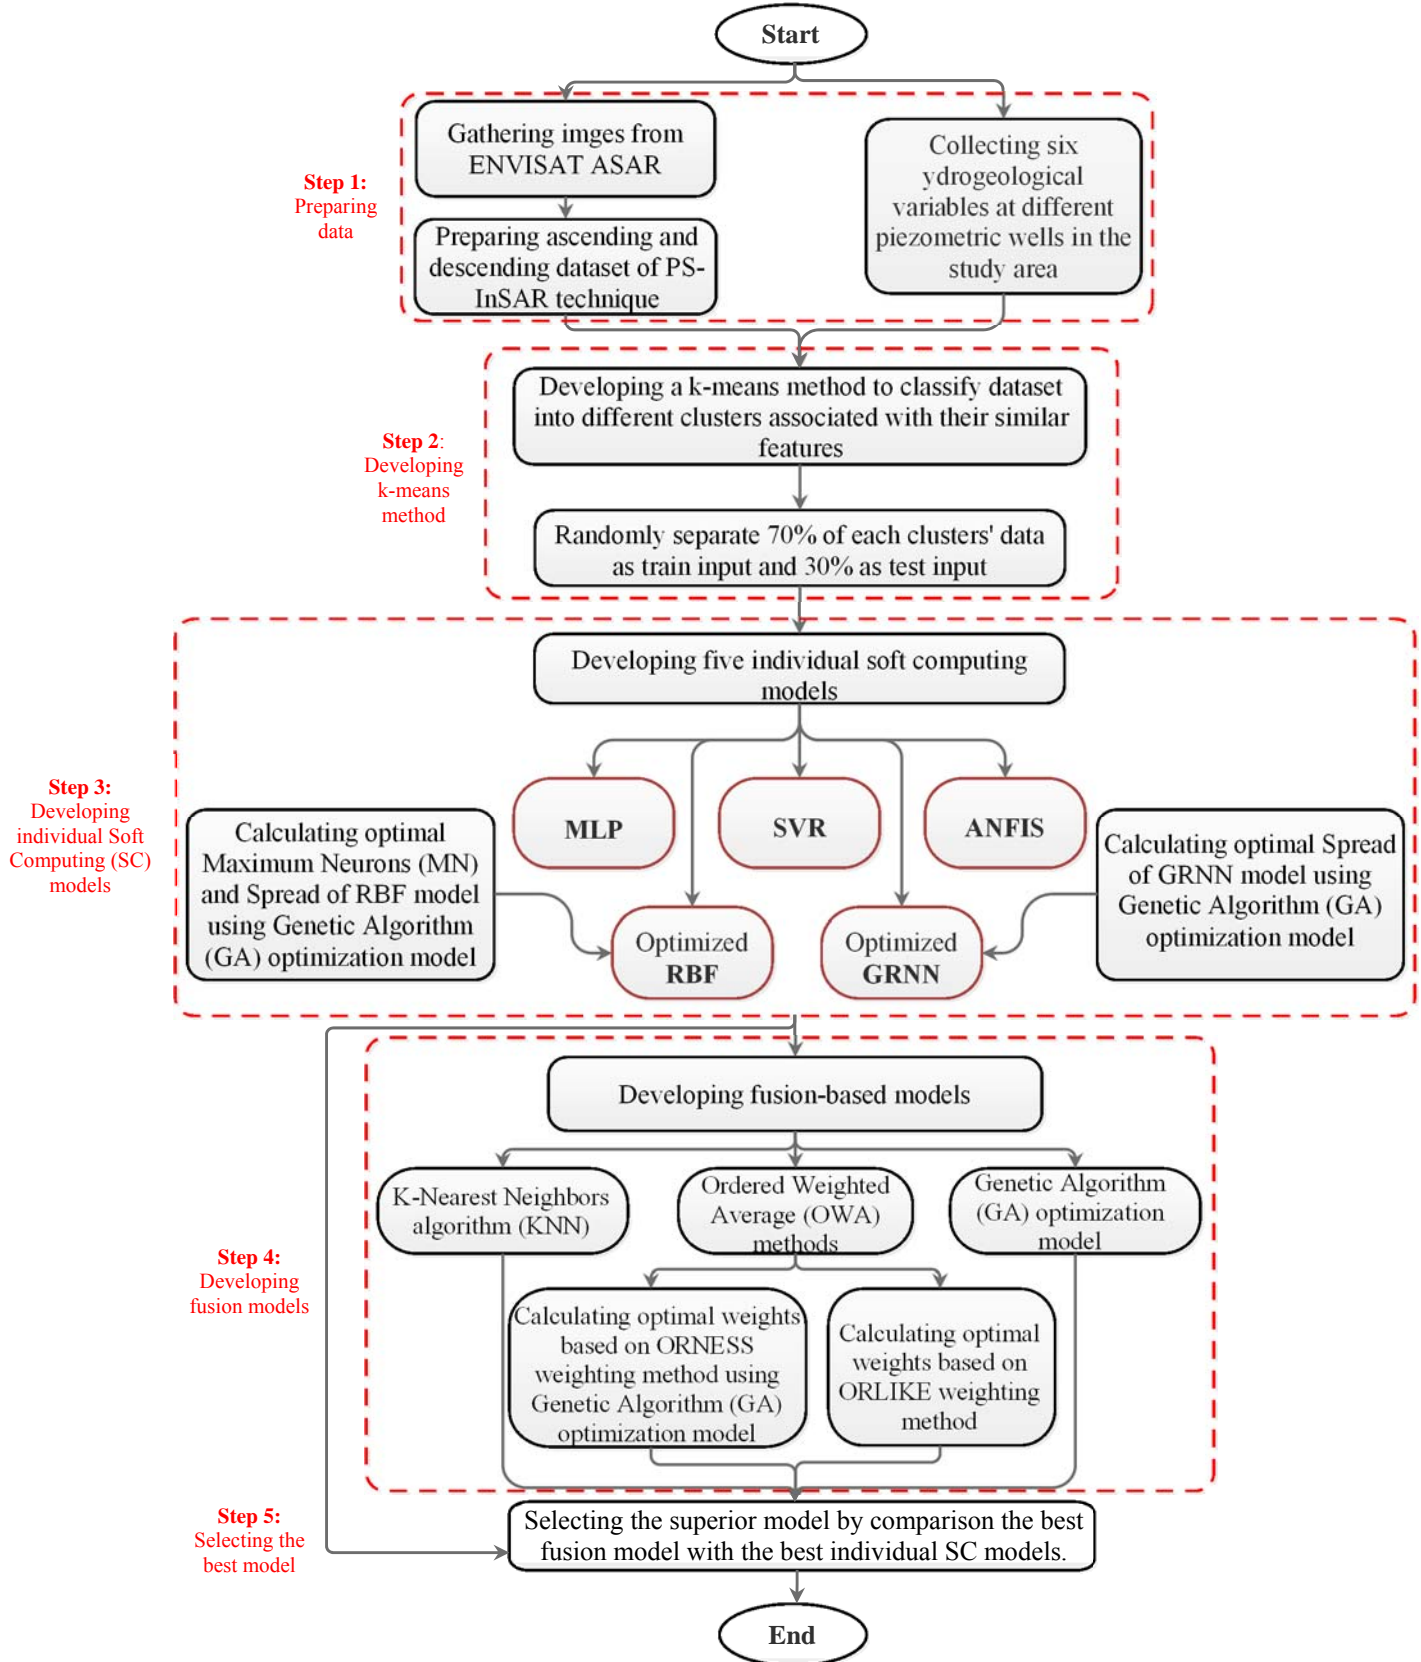 Start
Step 1:
Preparing
data
Gathering imges from
ENVISAT ASAR
Preparing ascending and
descending dataset of PS-
InSAR technique
Collecting six
ydrogeological
variables at different
piezometric wells in the
study area
Step 2:
Developing
k-means
method
Developing a k-means method to classify dataset
into different clusters associated with their similar
features
Randomly separate 70% of each clusters' data
as train input and 30% as test input
Step 3:
Developing
individual Soft
Computing (SC)
models
Developing five individual soft computing
models
MLP
SVR
ANFIS
Calculating optimal
Maximum Neurons (MN)
and Spread of RBF model
using Genetic Algorithm
(GA) optimization model
Optimized
RBF
Optimized
GRNN
Calculating optimal Spread
of GRNN model using
Genetic Algorithm (GA)
optimization model
Step 4:
Developing
fusion models
Developing fusion-based models
K-Nearest Neighbors
algorithm (KNN)
Ordered Weighted
Average (OWA)
methods
Genetic Algorithm
(GA) optimization
model
Calculating optimal weights
based on ORNESS
weighting method using
Genetic Algorithm (GA)
optimization model
Calculating optimal
weights based on
ORLIKE weighting
method
Step 5:
Selecting the
best model
Selecting the superior model by comparison the best
fusion model with the best individual SC models.
End